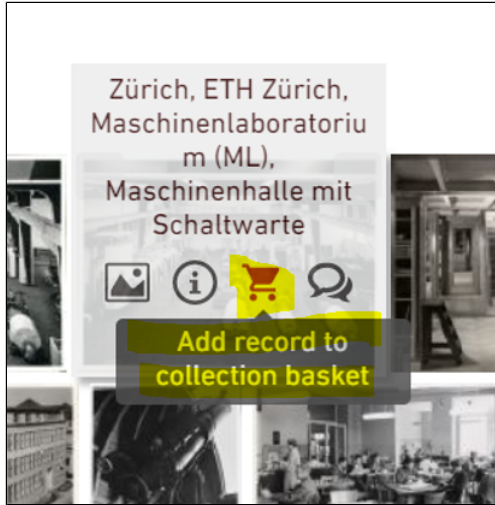 Zürich, ETH Zürich,
Maschinenlaboratoriu
m (ML),
Maschinenhalle mit
Schaltwarte
Add record to
collection basket